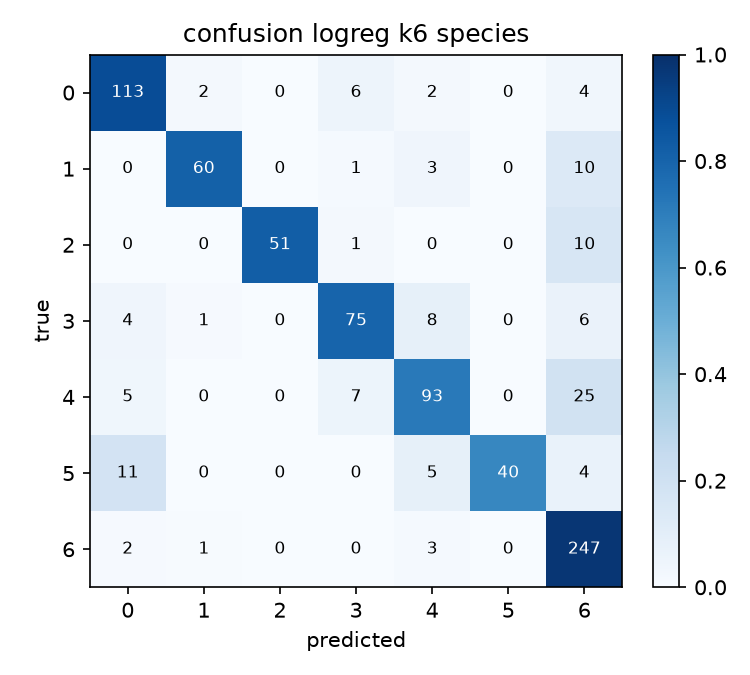 confusion logreg k6 species
1.0
0 113 2 0 6 2 0 4
1 0 60 0 1 3 0 10
0.8
2 0 0 51 1 0 0 10
0.6
3 4 1 0 75 8 0 6
true
0.4
4 5 0 0 7 93 0 25
5 11 0 0 0 5 40 4
0.2
6 2 1 0 0 3 0 247
0.0
0 1 2 3 4 5 6
predicted